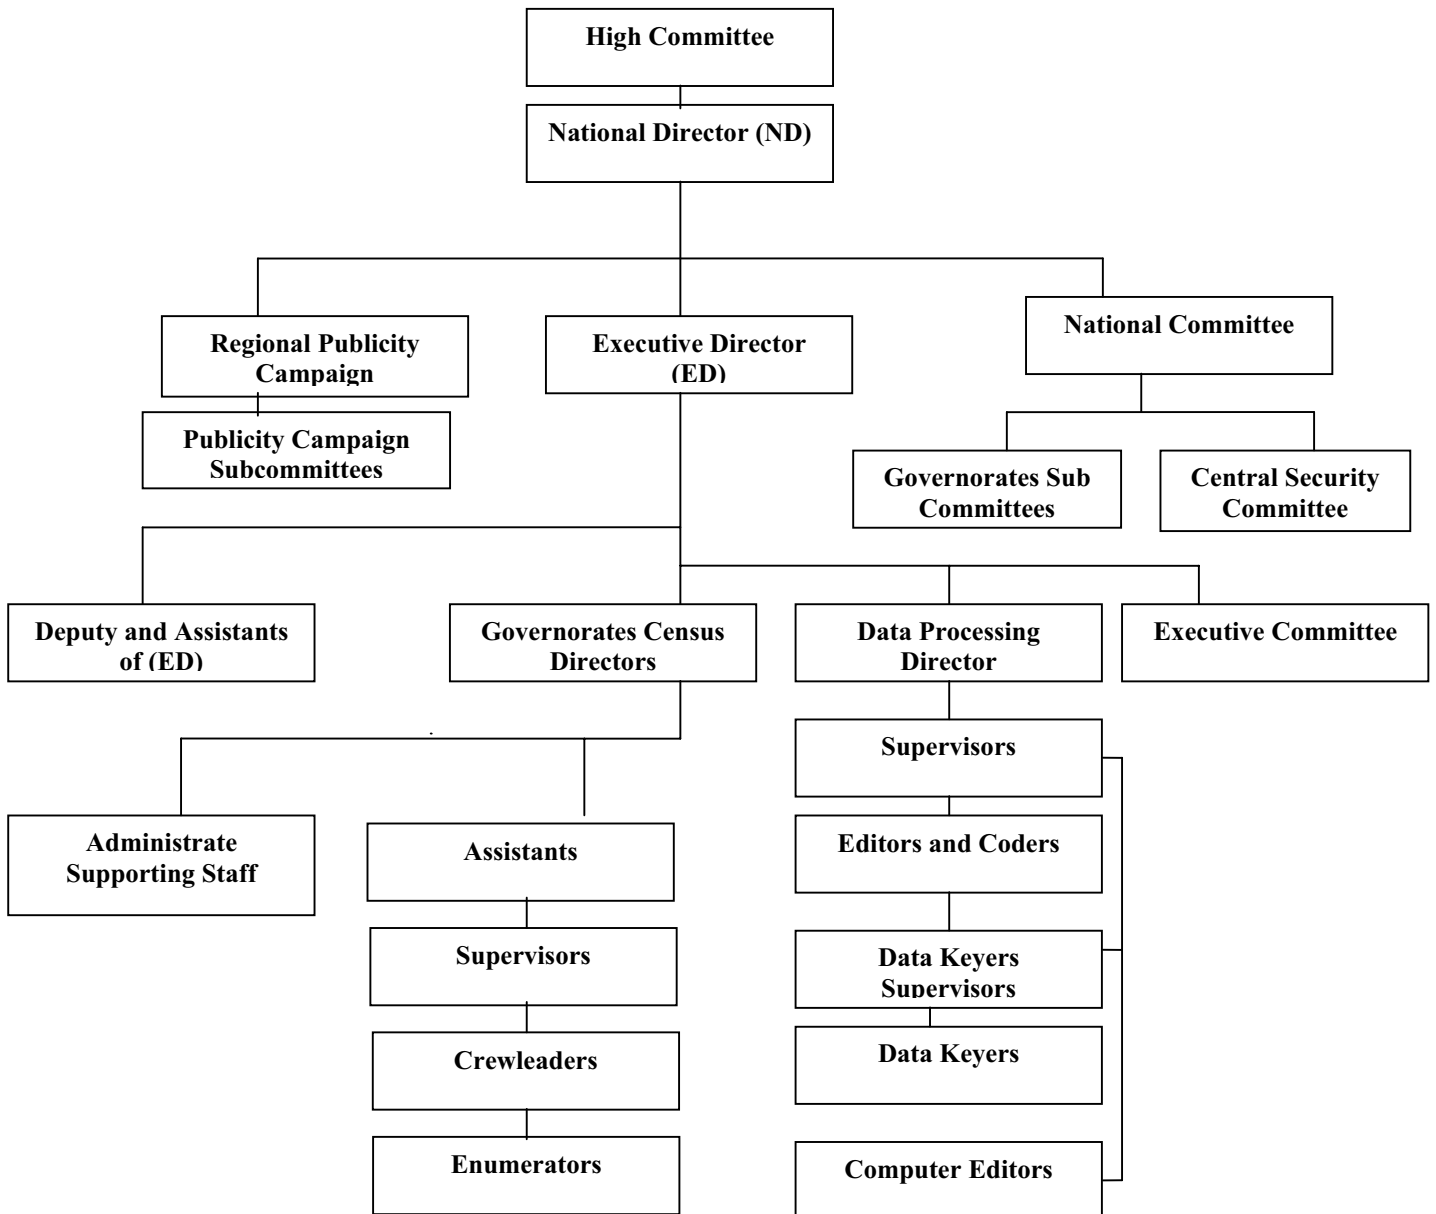 High Committee
National Director (ND)
Regional Publicity
Campaign
Executive Director
(ED)
National Committee
Publicity Campaign
Subcommittees
Governorates Sub
Committees
Central Security
Committee
Deputy and Assistants
of (ED)
Governorates Census
Directors
Data Processing
Director
Executive Committee
Supervisors
Administrate
Supporting Staff
Assistants
Editors and Coders
Supervisors
Data Keyers
Supervisors
Crewleaders
Data Keyers
Enumerators
Computer Editors